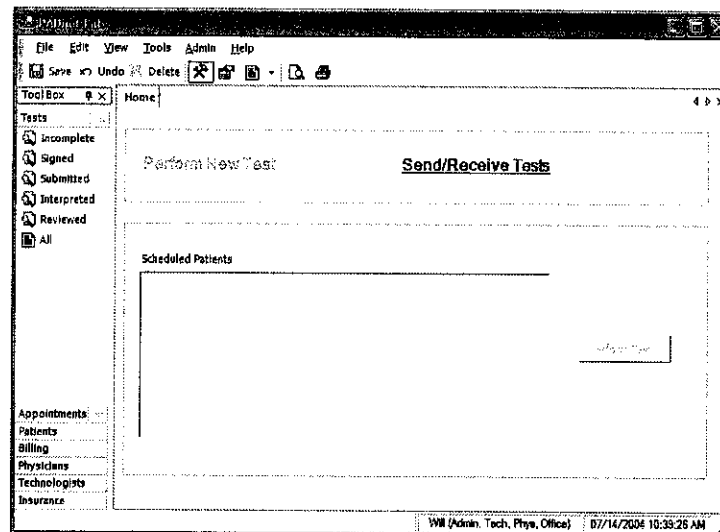 File Edit View Tools Admin Help
Save Undo Delete
Tool Box
Home
Tests
Incomplete
Signed
Submitted
Interpreted
Reviewed
All
Perform New Test
Send/Receive Tests
Scheduled Patients
Appointments
Patients
Billing
Physicians
Technologists
Insurance
Will (Admin, Tech, Phys, Office) 07/14/2004 10:39:26 AM